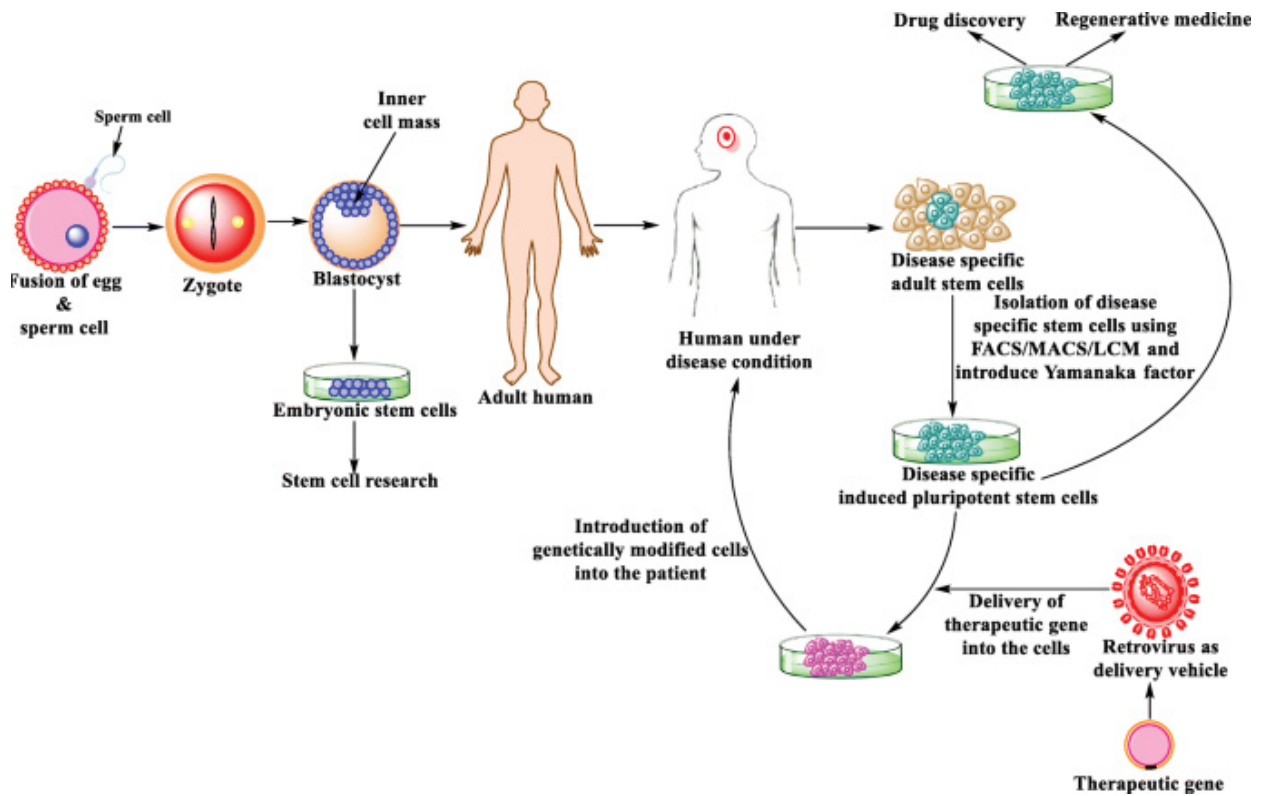 Drug discovery
Regenerative medicine
Sperm cell
Inner
cell mass
Fusion of egg
&
sperm cell
Zygote
Blastocyst
Embryonic stem cells
Stem cell research
Adult human
Human under
disease condition
Disease specific
adult stem cells
Isolation of disease
specific stem cells using
FACS/MACS/LCM and
introduce Yamanaka factor
Disease specific
induced pluripotent stem cells
Introduction of
genetically modified cells
into the patient
Delivery of
therapeutic gene
into the cells
Retrovirus as
delivery vehicle
Therapeutic gene